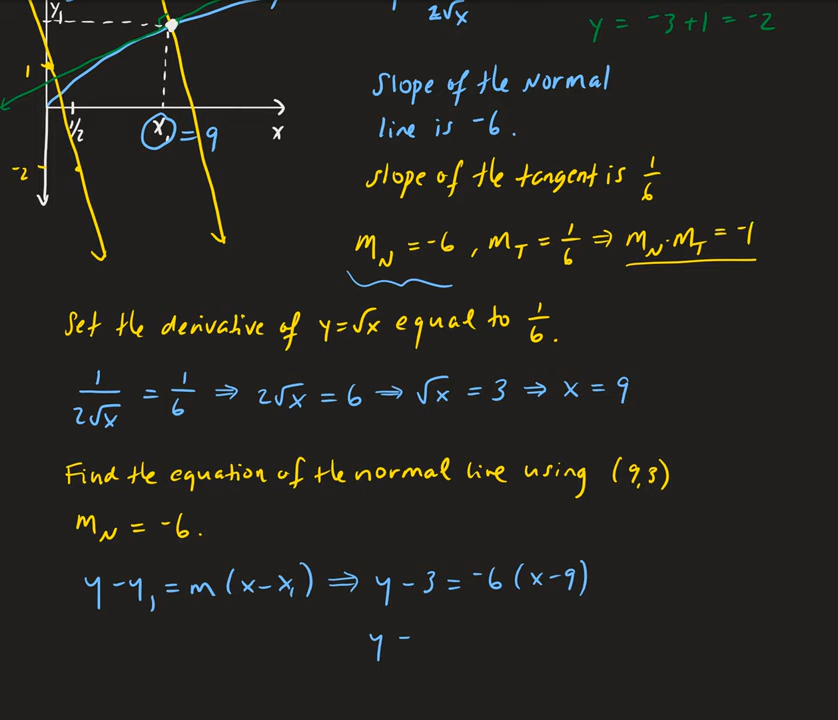 y₁
2√x
y = -3+1 = -2
1
1/2
x₁ = 9
x
-2
Slope of the Normal
line is -6.
slope of the tangent is 1/6
m_N = -6, m_T = 1/6 ⇒ m_N·m_T = -1
Set the derivative of y=√x equal to 1/6.
1/(2√x) = 1/6 ⇒ 2√x = 6 ⇒ √x = 3 ⇒ x = 9
Find the equation of the normal line using (9,3)
m_N = -6.
y-y₁ = m(x-x₁) ⇒ y-3 = -6(x-9)
y -